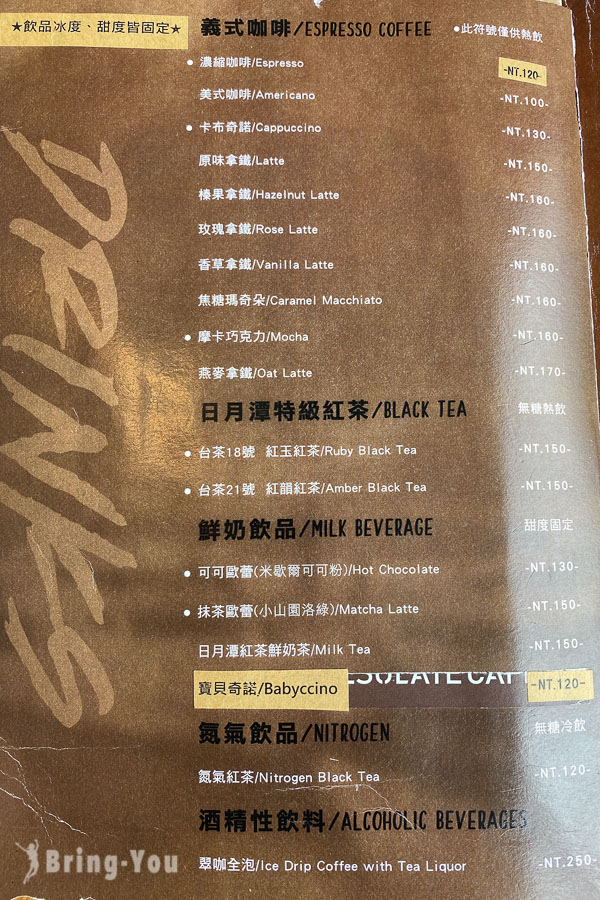 ★飲品冰度、甜度皆固定★
義式咖啡/ESPRESSO COFFEE ●此符號僅供熱飲
● 濃縮咖啡/Espresso -NT.120-
美式咖啡/Americano -NT.100-
● 卡布奇諾/Cappuccino -NT.130-
原味拿鐵/Latte -NT.150-
榛果拿鐵/Hazelnut Latte -NT.160-
玫瑰拿鐵/Rose Latte -NT.160-
香草拿鐵/Vanilla Latte -NT.160-
焦糖瑪奇朵/Caramel Macchiato -NT.160-
● 摩卡巧克力/Mocha -NT.160-
燕麥拿鐵/Oat Latte -NT.170-
DRINKS
日月潭特級紅茶/BLACK TEA 無糖熱飲
● 台茶18號 紅玉紅茶/Ruby Black Tea -NT.150-
● 台茶21號 紅韻紅茶/Amber Black Tea -NT.150-
鮮奶飲品/MILK BEVERAGE 甜度固定
● 可可歐蕾(米歇爾可可粉)/Hot Chocolate -NT.130-
● 抹茶歐蕾(小山園洛綠)/Matcha Latte -NT.150-
日月潭紅茶鮮奶茶/Milk Tea -NT.150-
寶貝奇諾/Babyccino -NT.120-
氮氣飲品/NITROGEN 無糖冷飲
氮氣紅茶/Nitrogen Black Tea -NT.120-
酒精性飲料/ALCOHOLIC BEVERAGES
翠咖全泡/Ice Drip Coffee with Tea Liquor -NT.250-
Bring-You